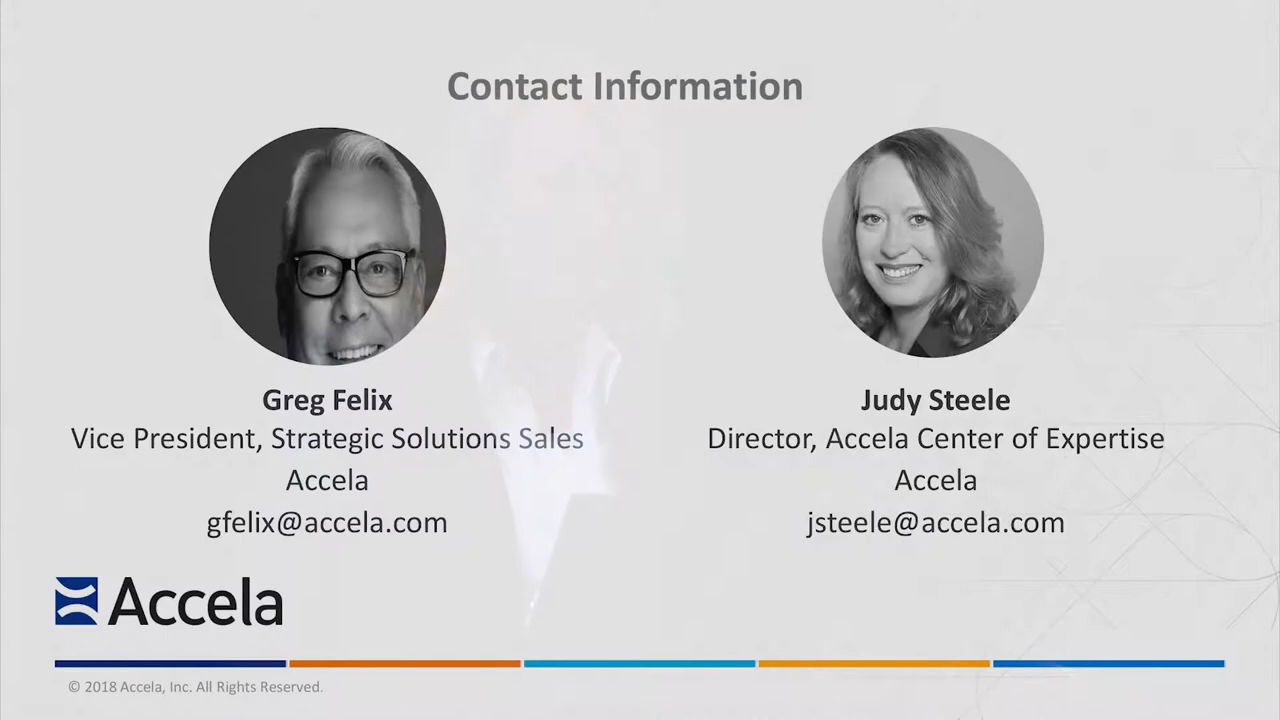 Contact Information
Greg Felix
Vice President, Strategic Solutions Sales
Accela
gfelix@accela.com
Judy Steele
Director, Accela Center of Expertise
Accela
jsteele@accela.com
Accela
© 2018 Accela, Inc. All Rights Reserved.